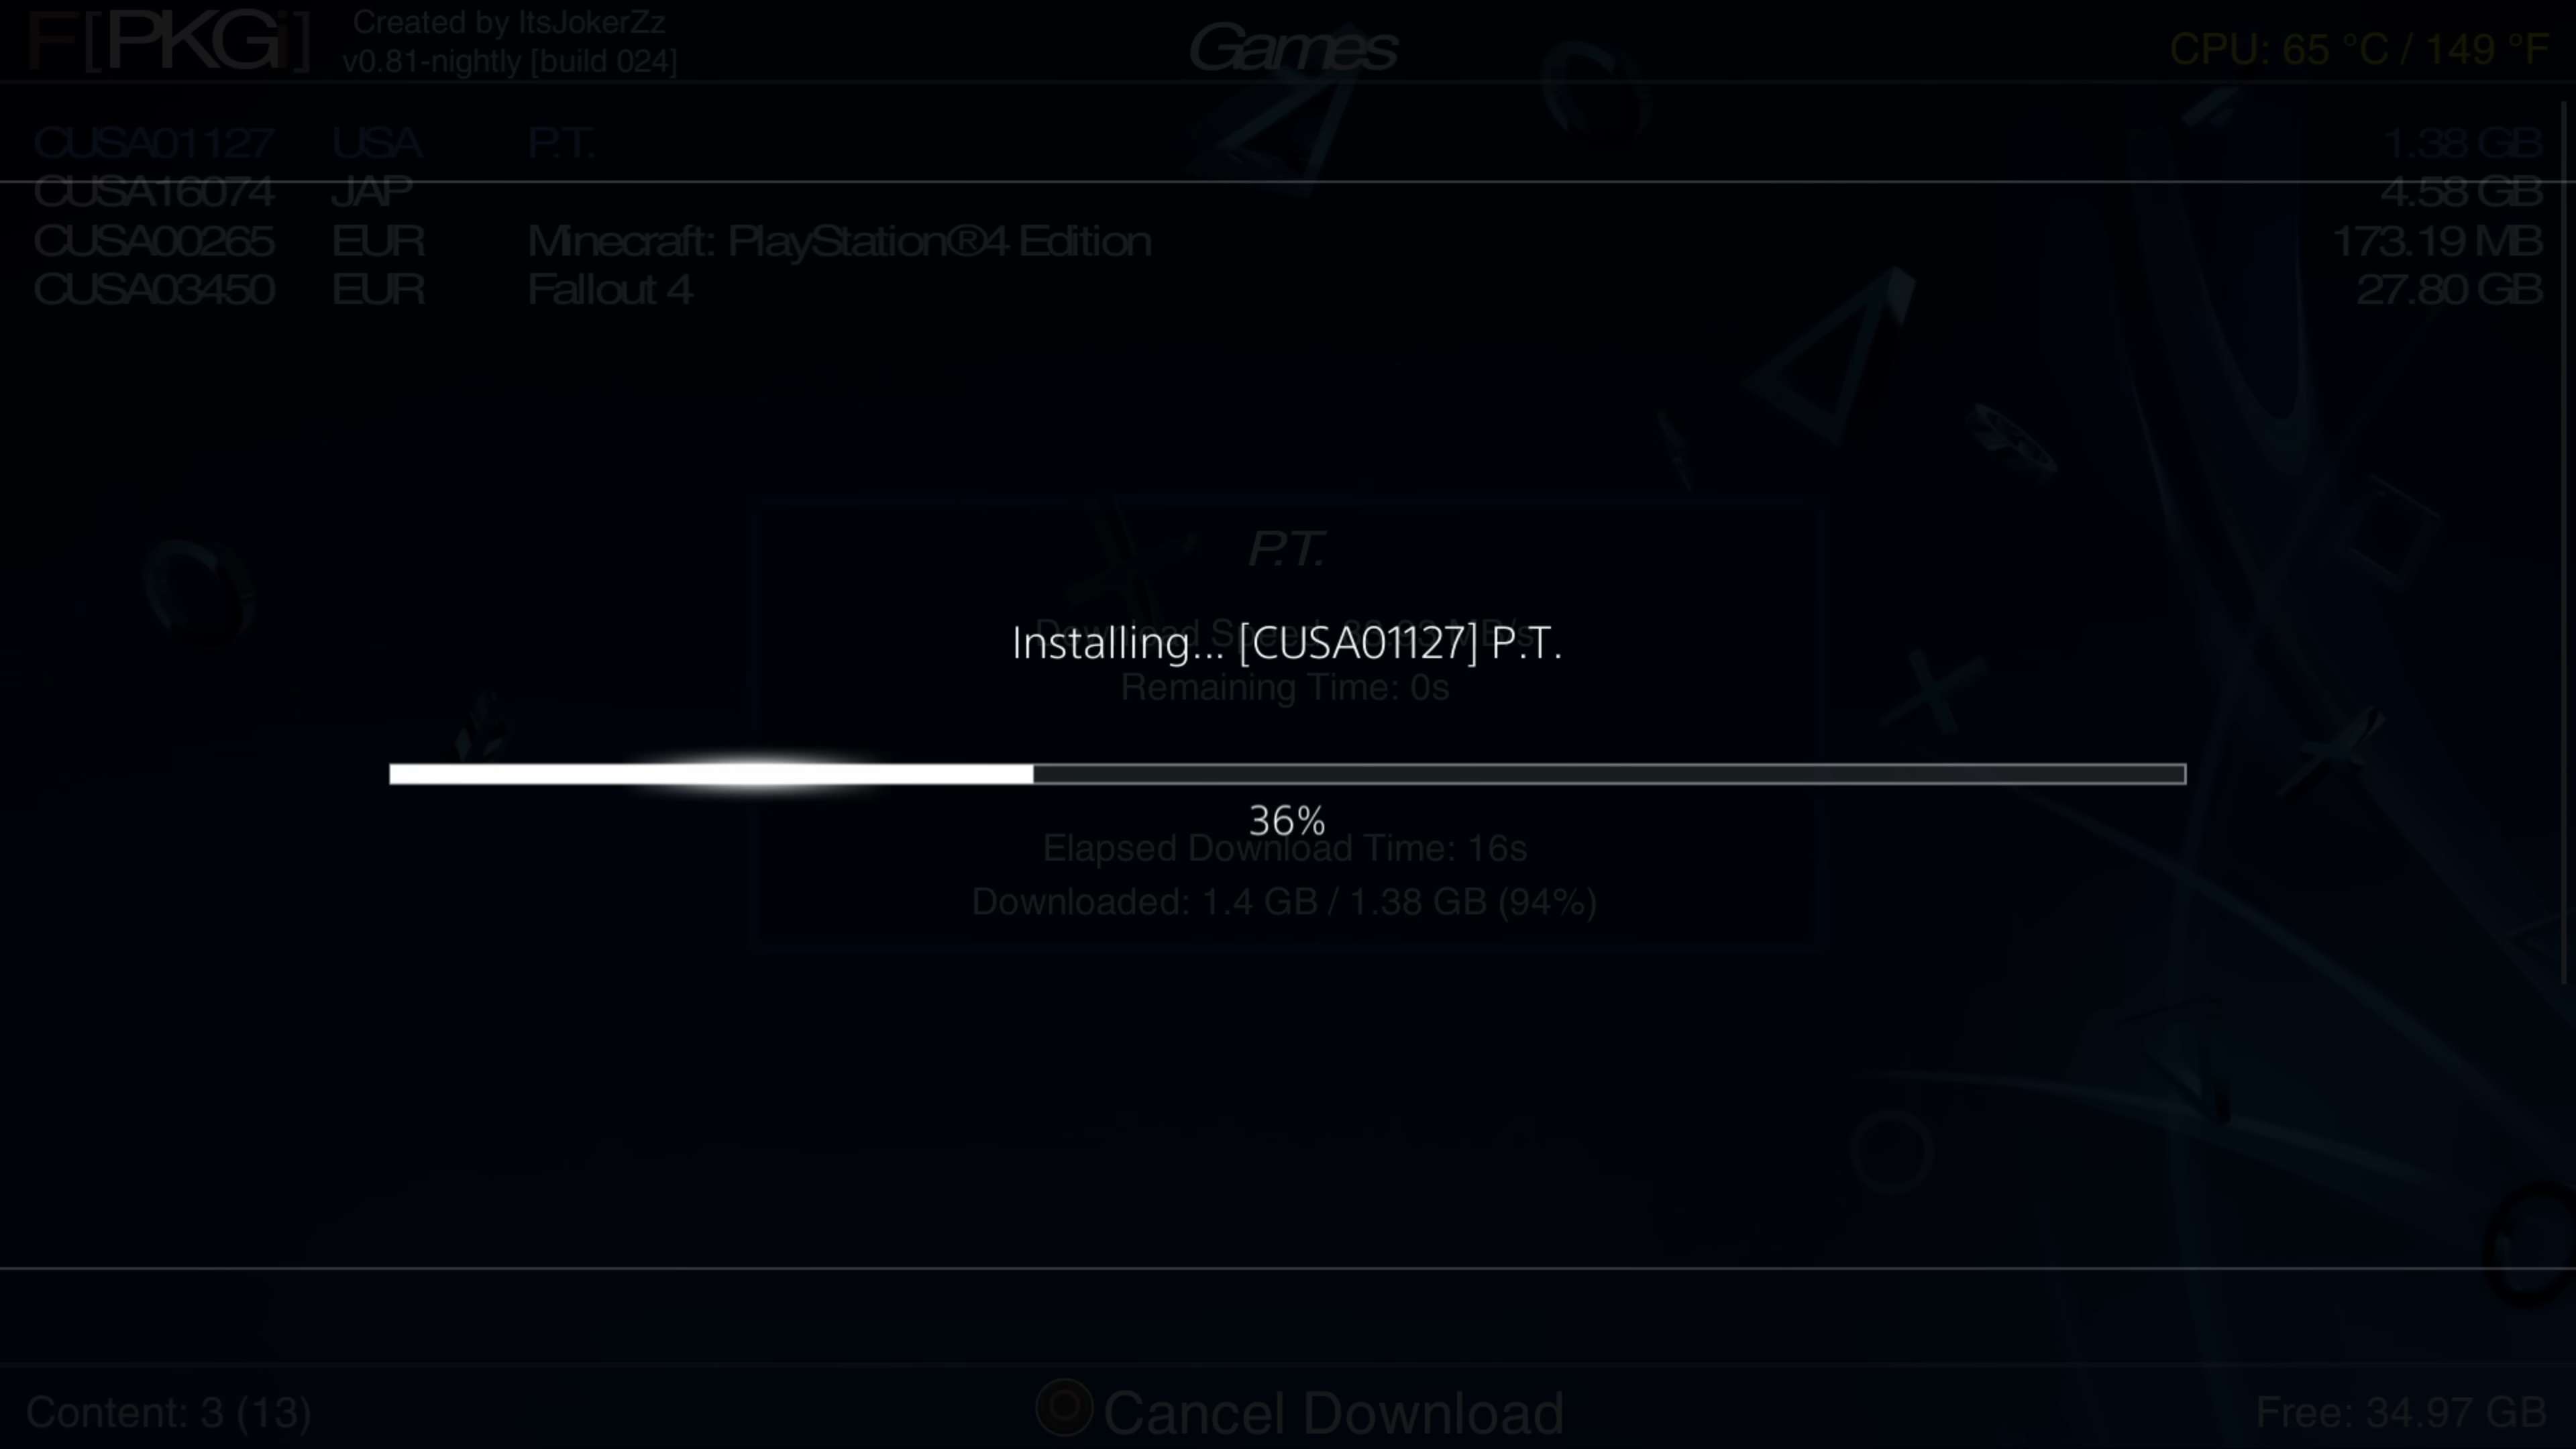 F[PKGi]
Created by ItsJokerZz
v0.81-nightly [build 024]
Games
CPU: 65 °C / 149 °F
CUSA01127 USA P.T. 1.38 GB
CUSA16074 JAP 4.58 GB
CUSA00265 EUR Minecraft: PlayStation®4 Edition 173.19 MB
CUSA03450 EUR Fallout 4 27.80 GB
P.T.
Download Speed: MB/s
Installing... [CUSA01127] P.T.
Remaining Time: 0s
36%
Elapsed Download Time: 16s
Downloaded: 1.4 GB / 1.38 GB (94%)
Content: 3 (13)
Cancel Download
Free: 34.97 GB